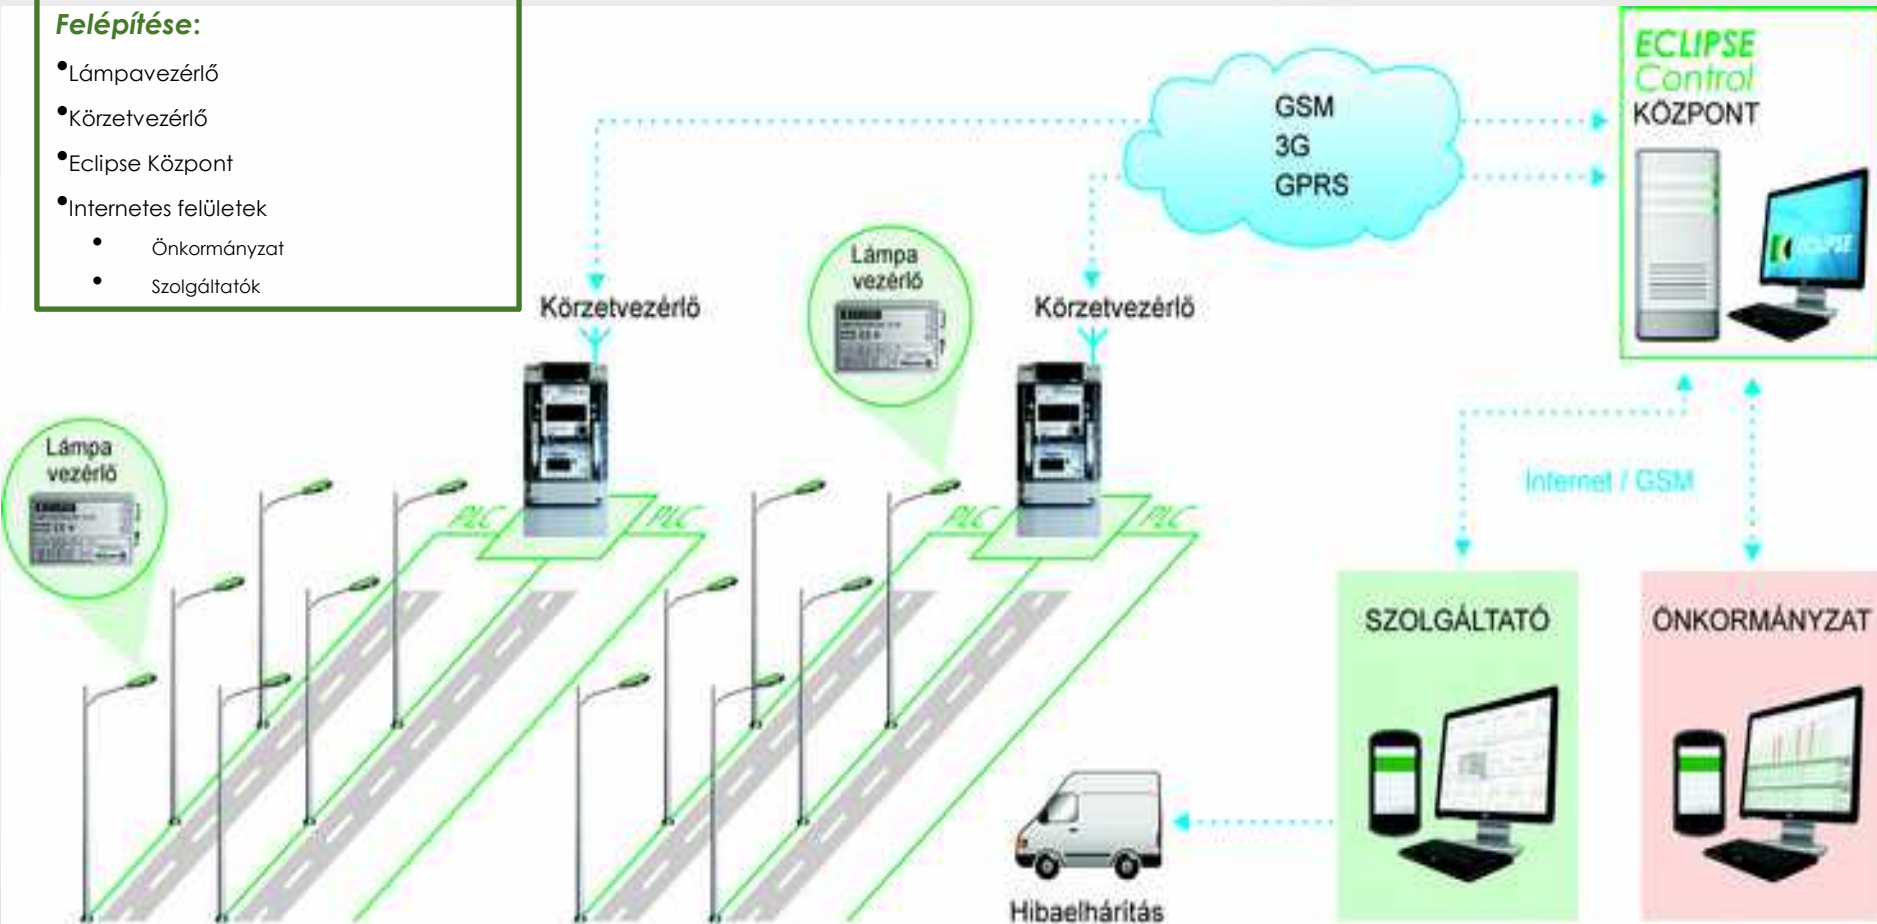 Felépítése:
•Lámpavezérlő
•Körzetvezérlő
•Eclipse Központ
•Internetes felületek
• Önkormányzat
• Szolgáltatók
GSM
3G
GPRS
ECLIPSE
Control
KÖZPONT
ECLIPSE
Lámpa
vezérlő
Körzetvezérlő
Körzetvezérlő
Lámpa
vezérlő
PLC
PLC
PLC
PLC
Internet / GSM
SZOLGÁLTATÓ
ÖNKORMÁNYZAT
Hibaelhárítás